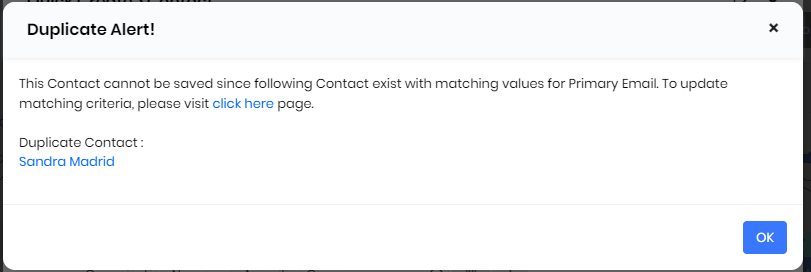 Duplicate Alert!
×
This Contact cannot be saved since following Contact exist with matching values for Primary Email. To update
matching criteria, please visit click here page.
Duplicate Contact :
Sandra Madrid
OK